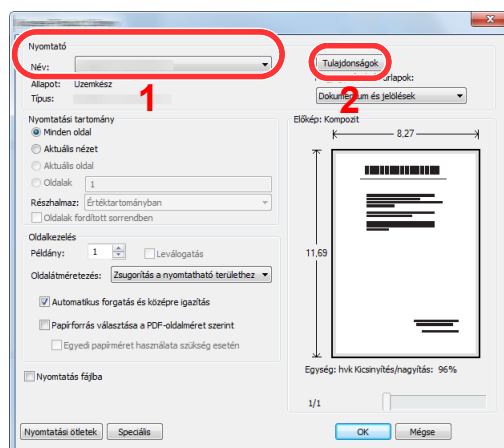 Nyomtató
Név:
Tulajdonságok
1
2
Állapot: Üzemkész
Típus:
Dokumentum és jelölések
Nyomtatási tartomány
Minden oldal
Aktuális nézet
Aktuális oldal
Oldalak 1
Részhalmaz: Értéktartományban
Oldalak fordított sorrendben
Előkép: Kompozit
8,27
11,69
Oldalkezelés
Példány: 1 Leválogatás
Oldalátméretezés: Zsugorítás a nyomtatható területhez
Automatikus forgatás és középre igazítás
Papírforrás választása a PDF-oldalméret szerint
Egyedi papírméret használata szükség esetén
Nyomtatás fájlba
Egység: hvk Kicsinyítés/nagyítás: 96%
1/1
Nyomtatási ötletek Speciális OK Mégse